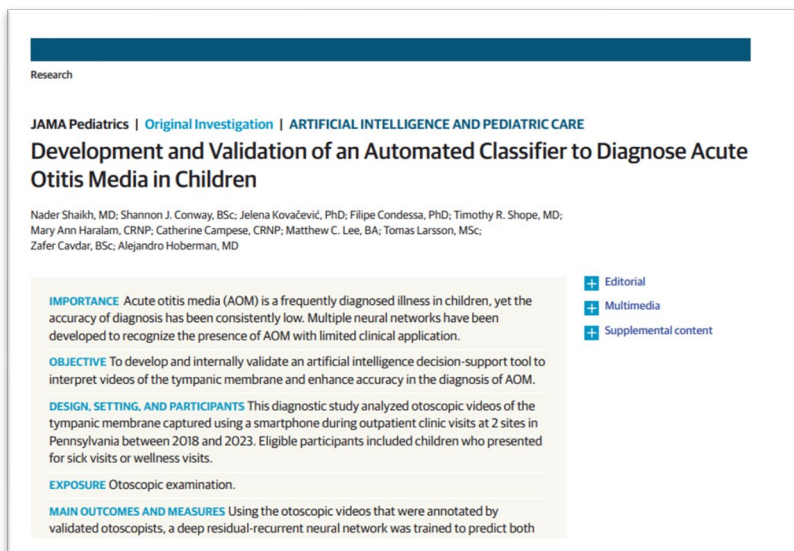 Research
JAMA Pediatrics | Original Investigation | ARTIFICIAL INTELLIGENCE AND PEDIATRIC CARE
Development and Validation of an Automated Classifier to Diagnose Acute
Otitis Media in Children
Nader Shaikh, MD; Shannon J. Conway, BSc; Jelena Kovačević, PhD; Filipe Condessa, PhD; Timothy R. Shope, MD;
Mary Ann Haralam, CRNP; Catherine Campese, CRNP; Matthew C. Lee, BA; Tomas Larsson, MSc;
Zafer Cavdar, BSc; Alejandro Hoberman, MD
IMPORTANCE Acute otitis media (AOM) is a frequently diagnosed illness in children, yet the
accuracy of diagnosis has been consistently low. Multiple neural networks have been
developed to recognize the presence of AOM with limited clinical application.
OBJECTIVE To develop and internally validate an artificial intelligence decision-support tool to
interpret videos of the tympanic membrane and enhance accuracy in the diagnosis of AOM.
DESIGN, SETTING, AND PARTICIPANTS This diagnostic study analyzed otoscopic videos of the
tympanic membrane captured using a smartphone during outpatient clinic visits at 2 sites in
Pennsylvania between 2018 and 2023. Eligible participants included children who presented
for sick visits or wellness visits.
EXPOSURE Otoscopic examination.
MAIN OUTCOMES AND MEASURES Using the otoscopic videos that were annotated by
validated otoscopists, a deep residual-recurrent neural network was trained to predict both
Editorial
Multimedia
Supplemental content